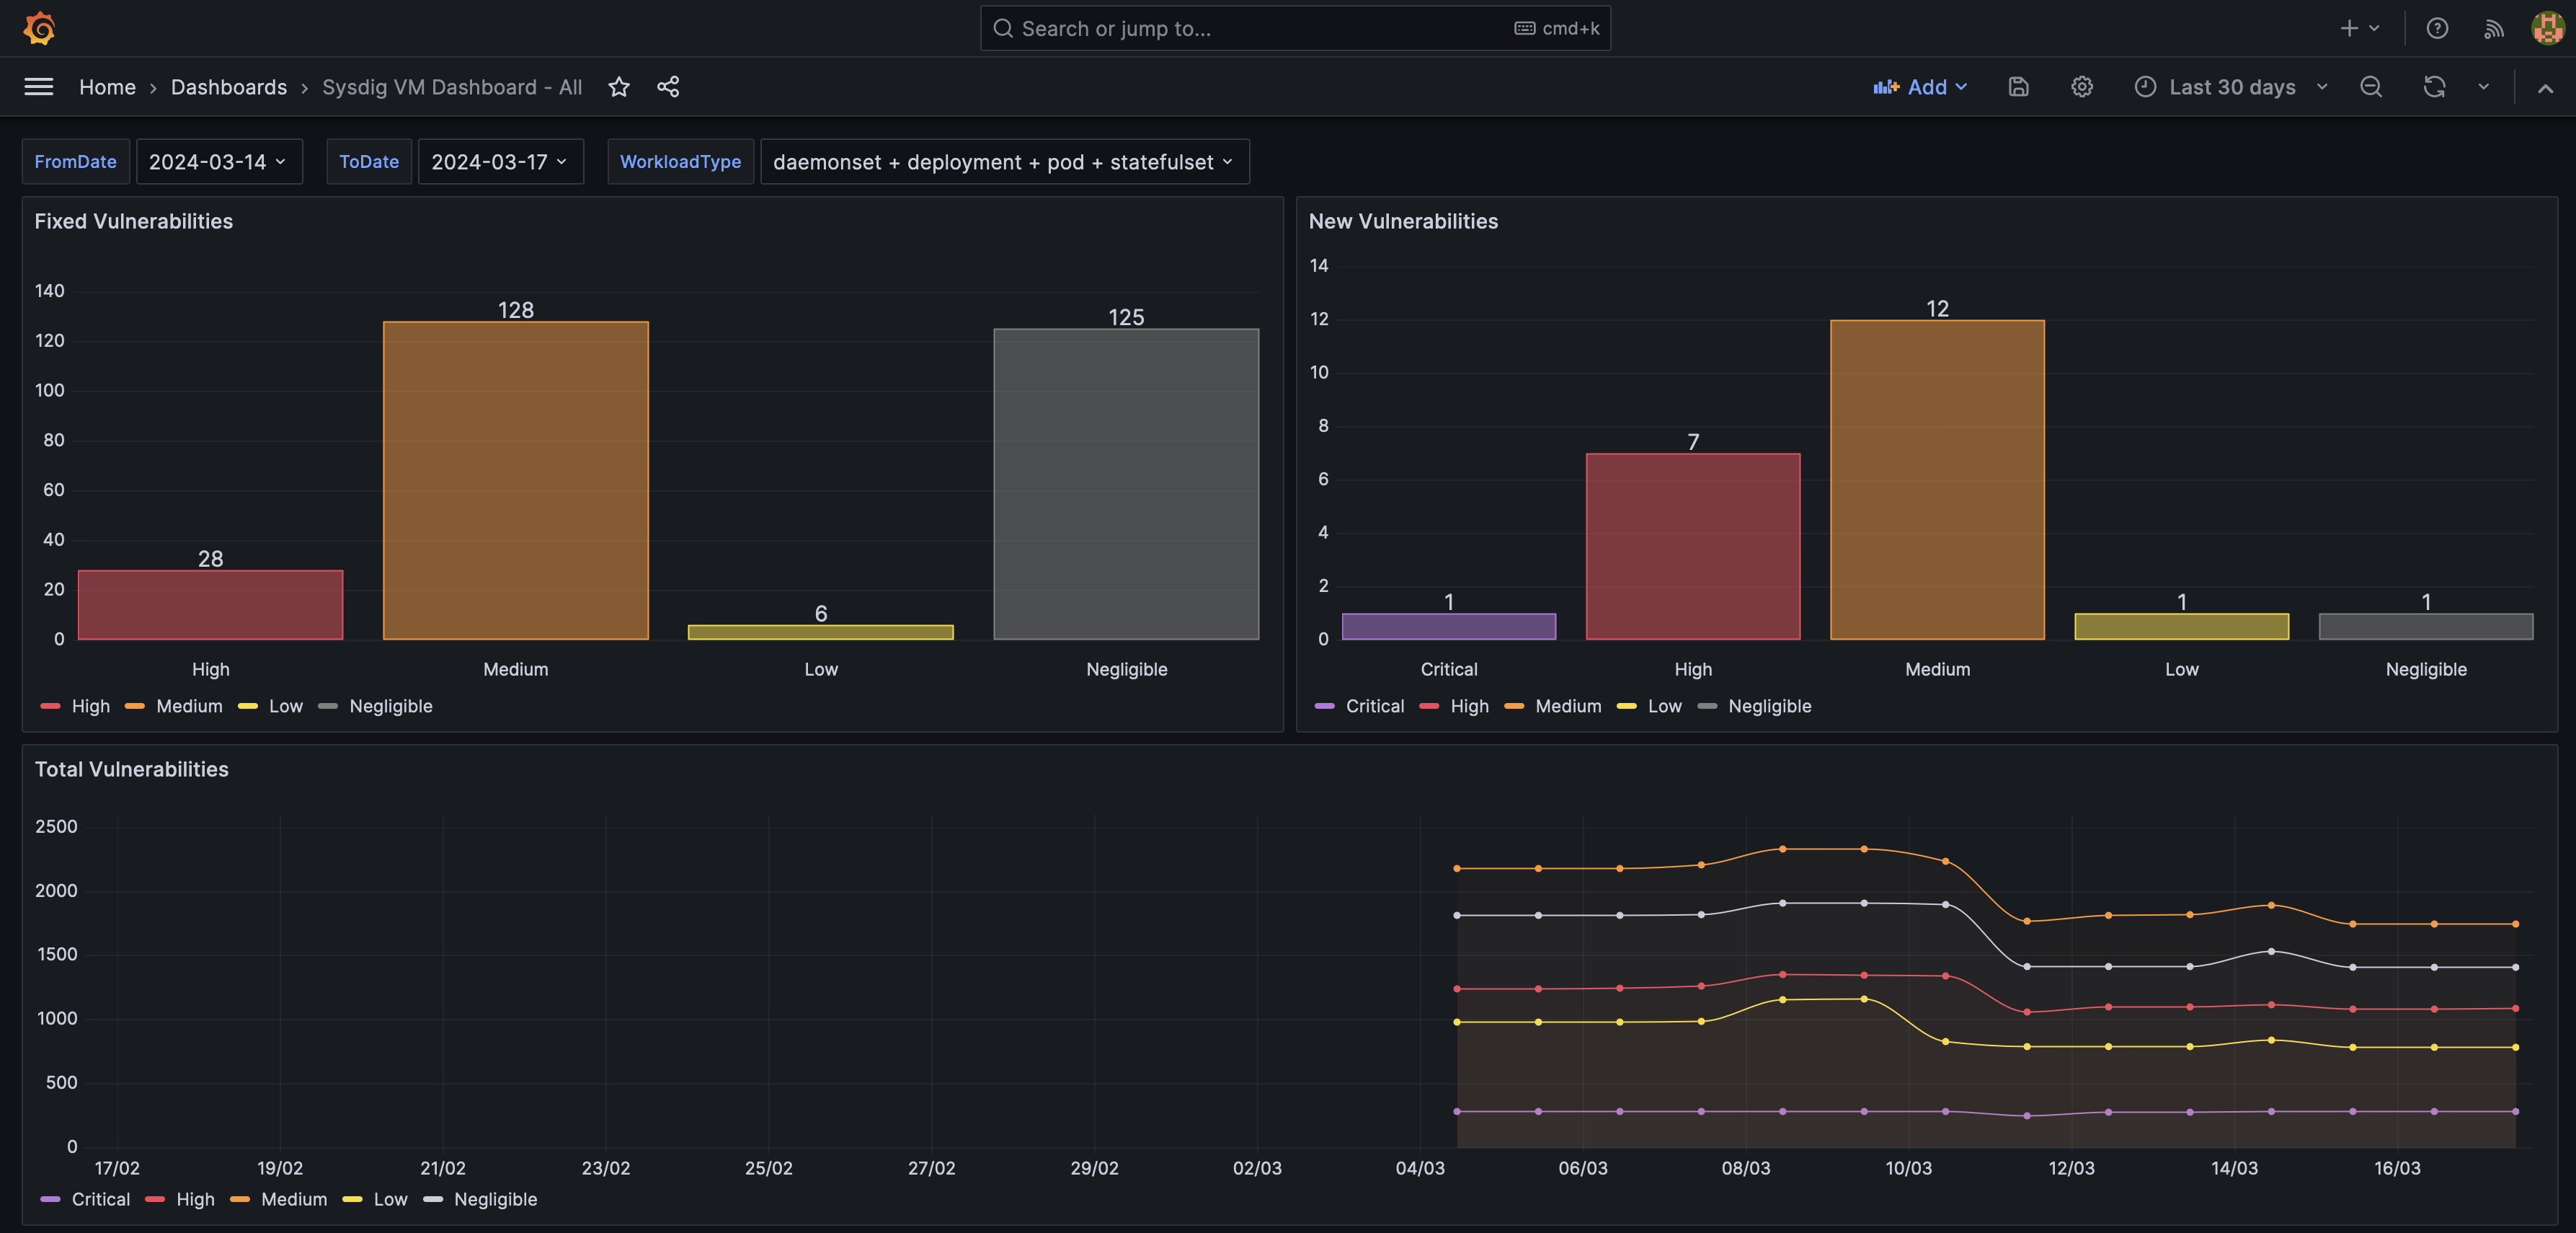 Search or jump to... cmd+k
Home › Dashboards › Sysdig VM Dashboard - All Add Last 30 days
FromDate 2024-03-14 ToDate 2024-03-17 WorkloadType daemonset + deployment + pod + statefulset
Fixed Vulnerabilities
140
120
100
80
60
40
20
0
28
128
6
125
High Medium Low Negligible
High Medium Low Negligible
New Vulnerabilities
14
12
10
8
6
4
2
0
1
7
12
1
1
Critical High Medium Low Negligible
Critical High Medium Low Negligible
Total Vulnerabilities
2500
2000
1500
1000
500
0
17/02 19/02 21/02 23/02 25/02 27/02 29/02 02/03 04/03 06/03 08/03 10/03 12/03 14/03 16/03
Critical High Medium Low Negligible